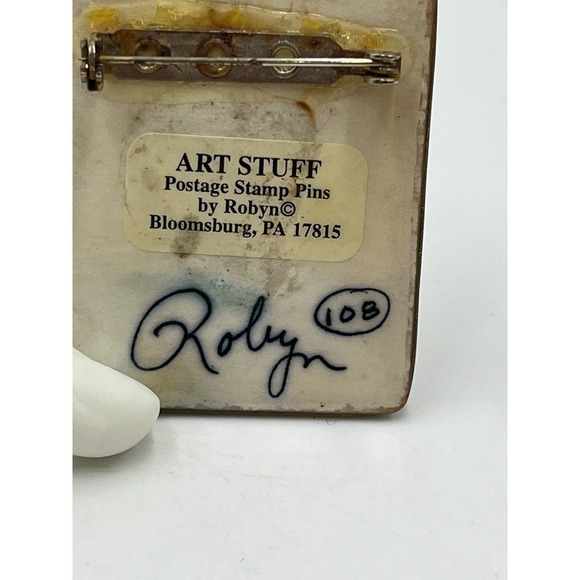 ART STUFF
Postage Stamp Pins
by Robyn©
Bloomsburg, PA 17815
Robyn 108